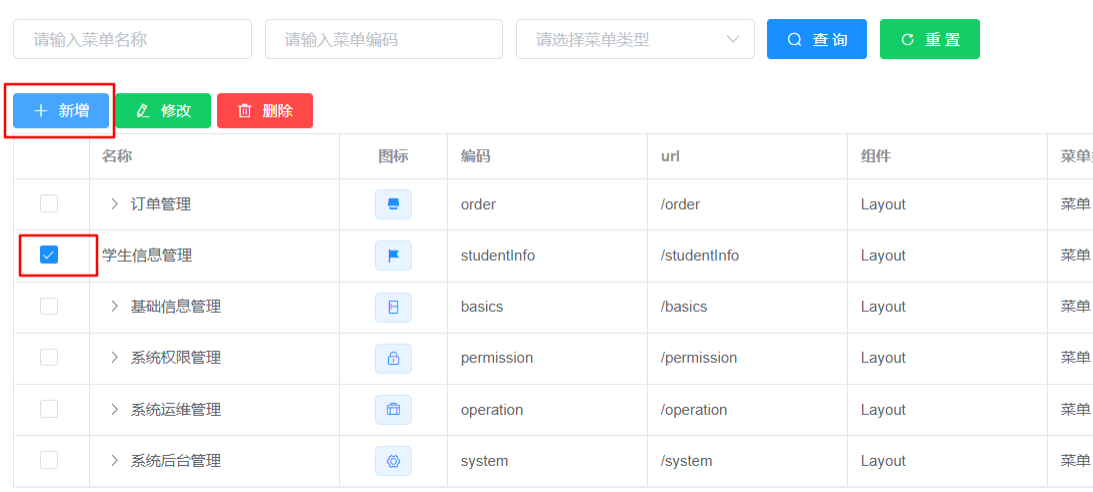 请输入菜单名称 请输入菜单编码 请选择菜单类型 查询 重置
新增 修改 删除
名称 图标 编码 url 组件 菜单
订单管理 order /order Layout 菜单
学生信息管理 studentInfo /studentInfo Layout 菜单
基础信息管理 basics /basics Layout 菜单
系统权限管理 permission /permission Layout 菜单
系统运维管理 operation /operation Layout 菜单
系统后台管理 system /system Layout 菜单